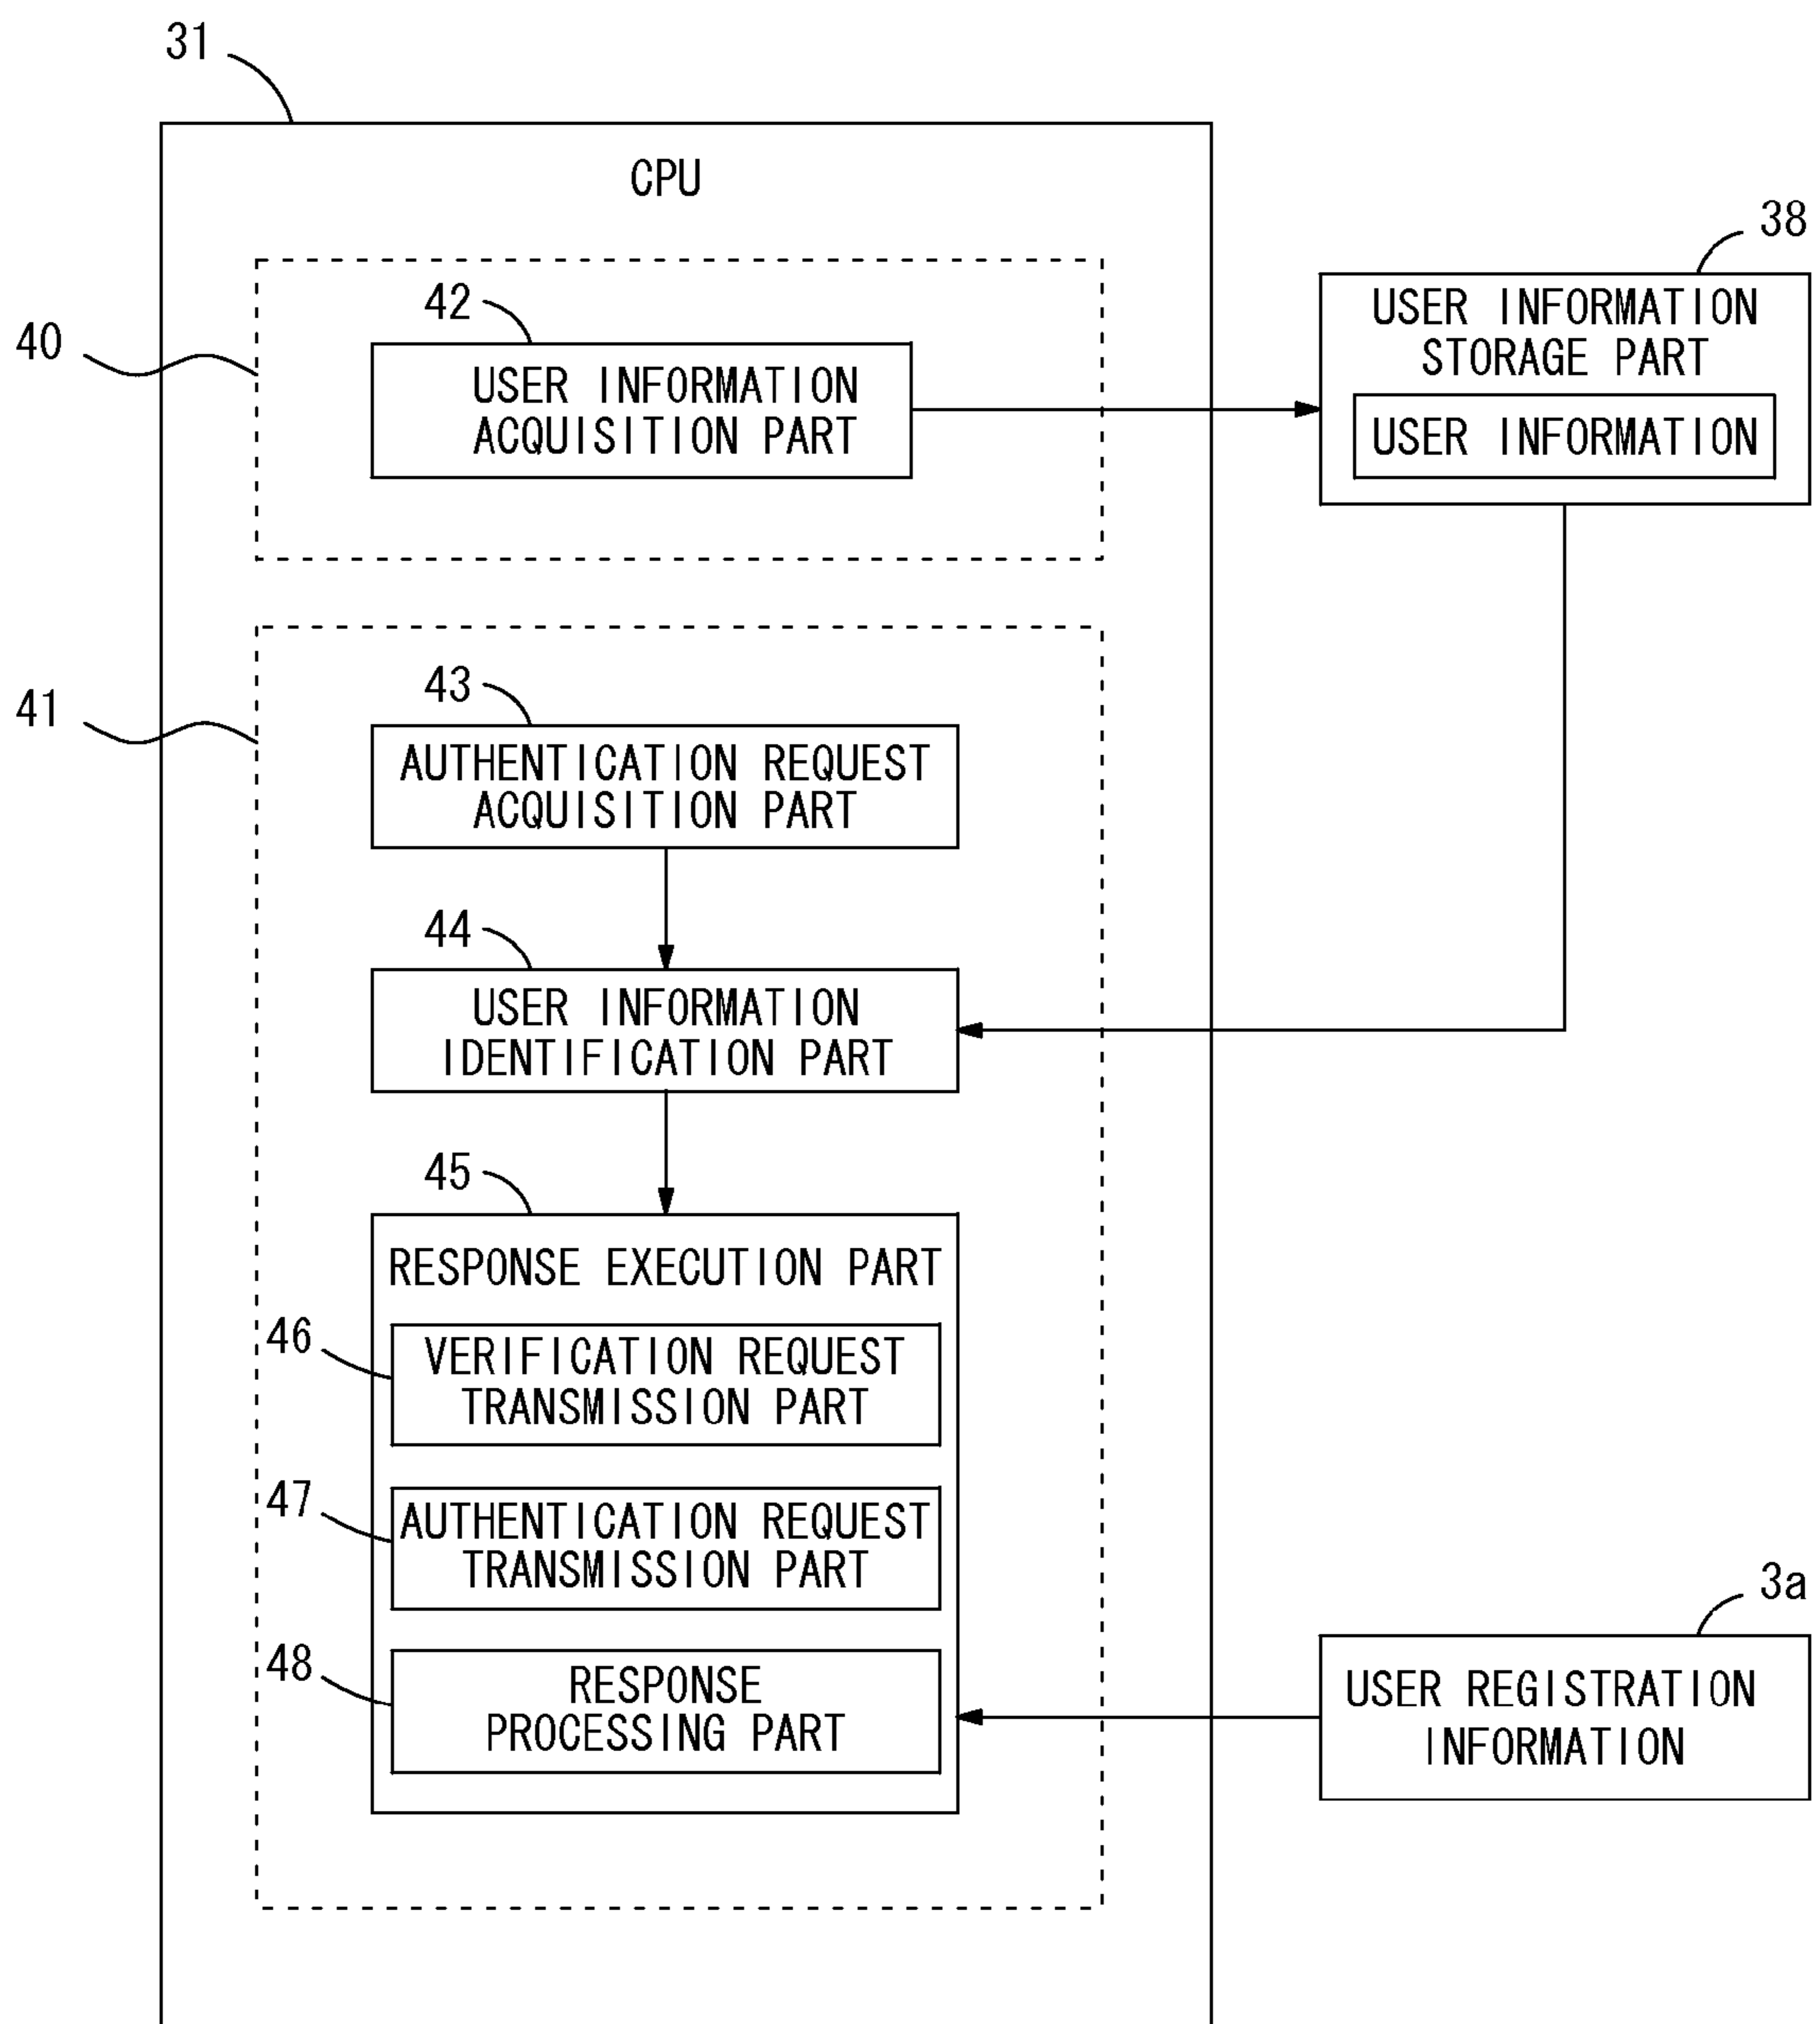 31
CPU
38
USER INFORMATION
STORAGE PART
USER INFORMATION
40
42
USER INFORMATION
ACQUISITION PART
41
43
AUTHENTICATION REQUEST
ACQUISITION PART
44
USER INFORMATION
IDENTIFICATION PART
45
RESPONSE EXECUTION PART
46
VERIFICATION REQUEST
TRANSMISSION PART
47
AUTHENTICATION REQUEST
TRANSMISSION PART
48
RESPONSE
PROCESSING PART
3a
USER REGISTRATION
INFORMATION